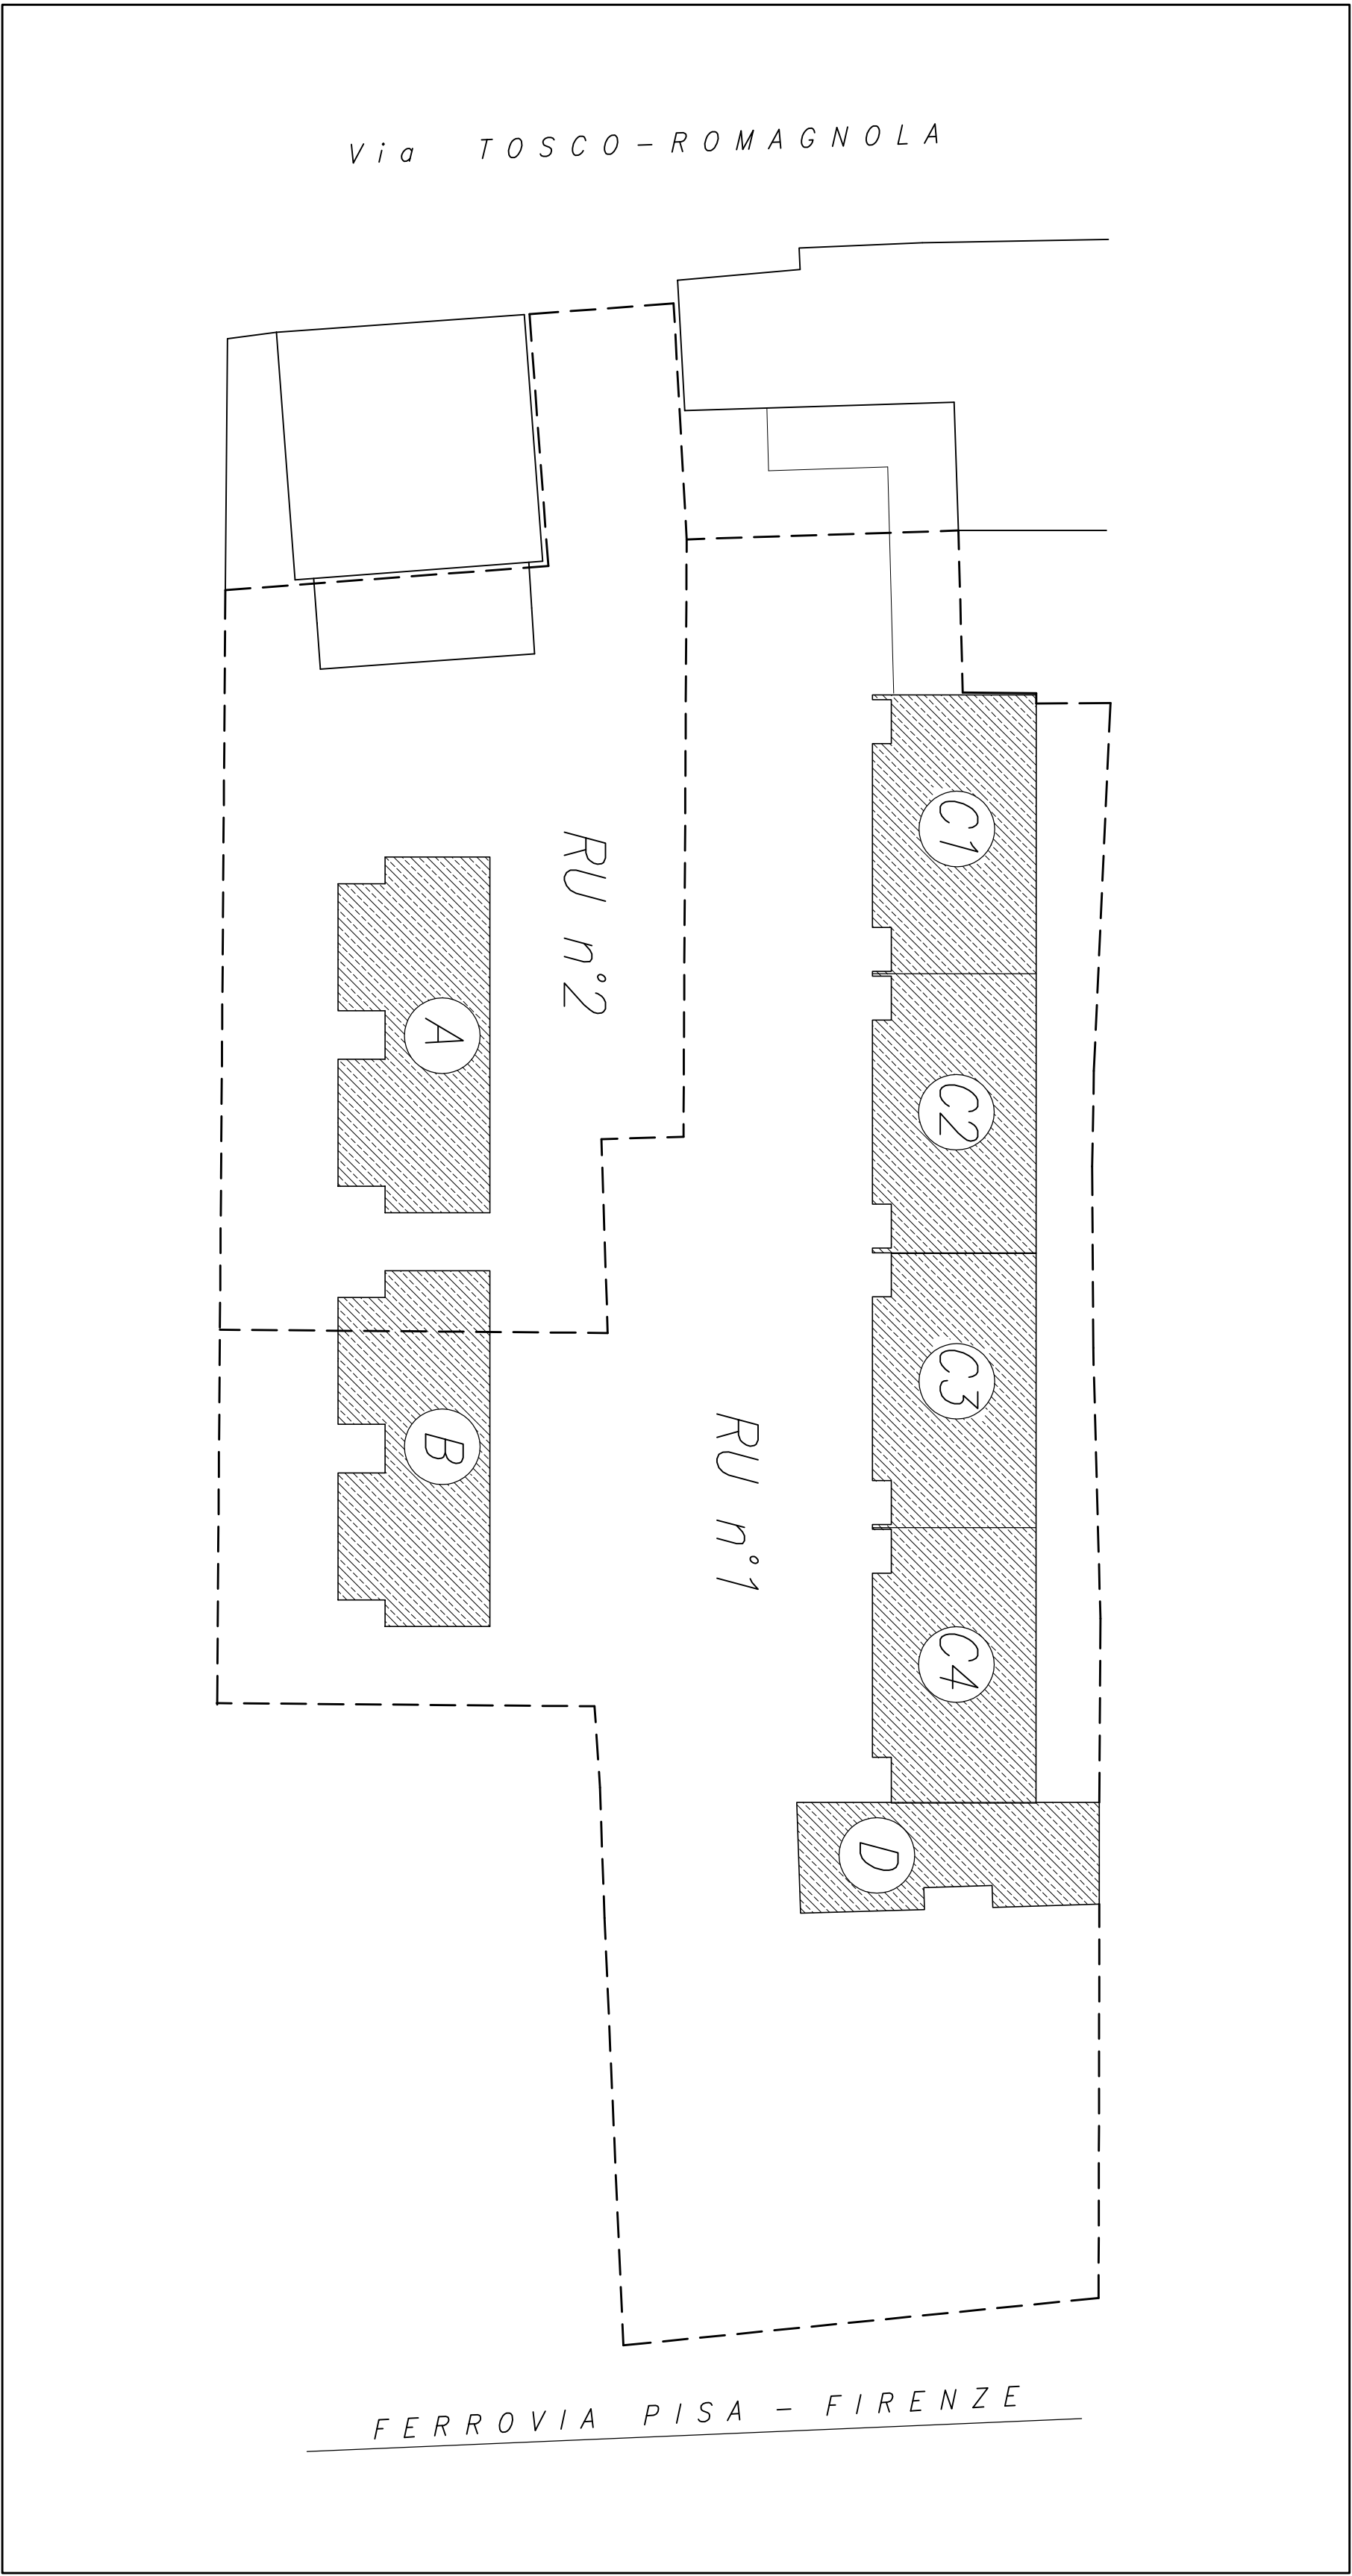 Via TOSCO-ROMAGNOLA
C1
RU n°2
A
C2
C3
B
RU n°1
C4
D
FERROVIA PISA - FIRENZE